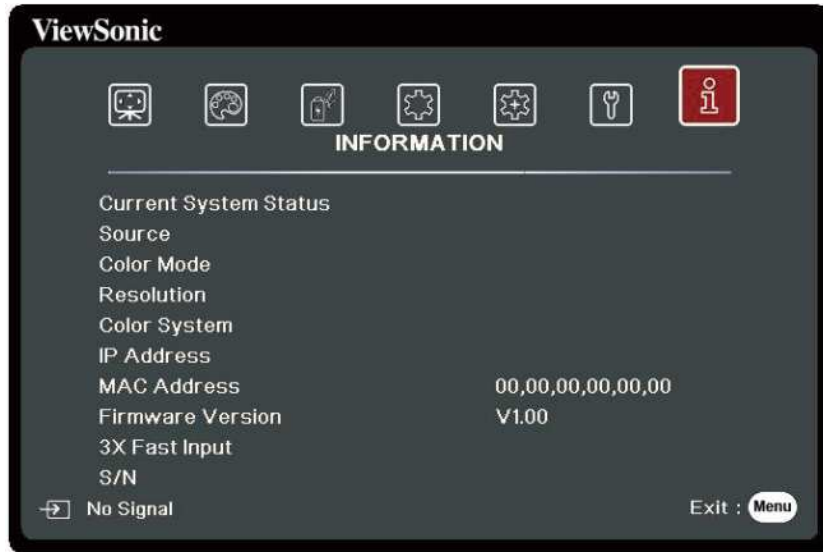 ViewSonic
INFORMATION
Current System Status
Source
Color Mode
Resolution
Color System
IP Address
MAC Address 00,00,00,00,00,00
Firmware Version V1.00
3X Fast Input
S/N
No Signal Exit : Menu